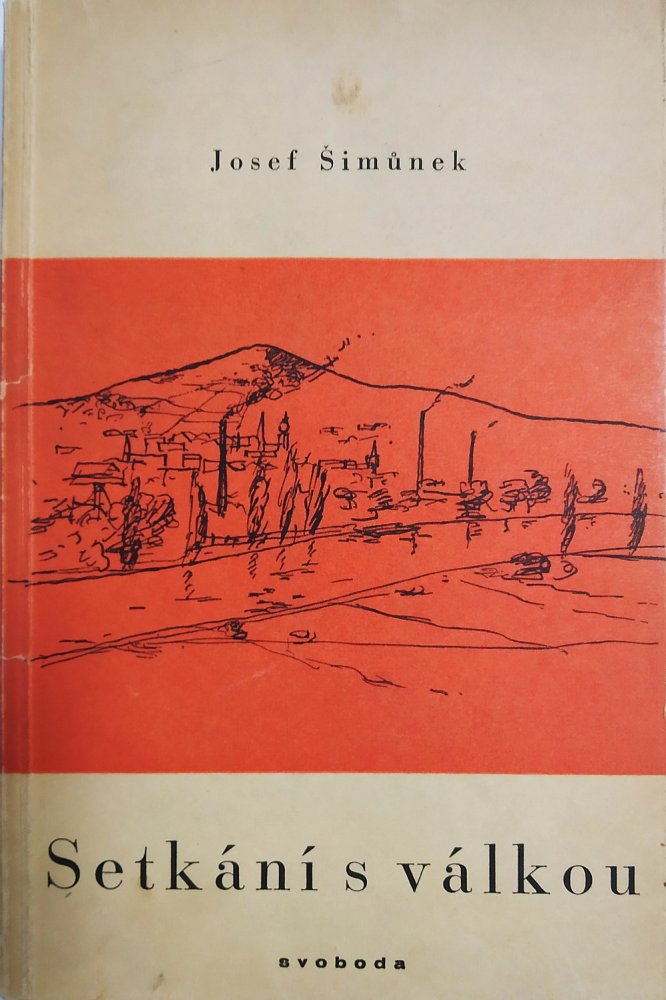 Josef Šimůnek
Setkání s válkou
svoboda